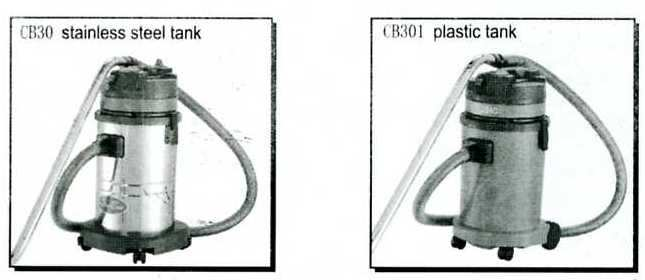 CB30 stainless steel tank
CB301 plastic tank